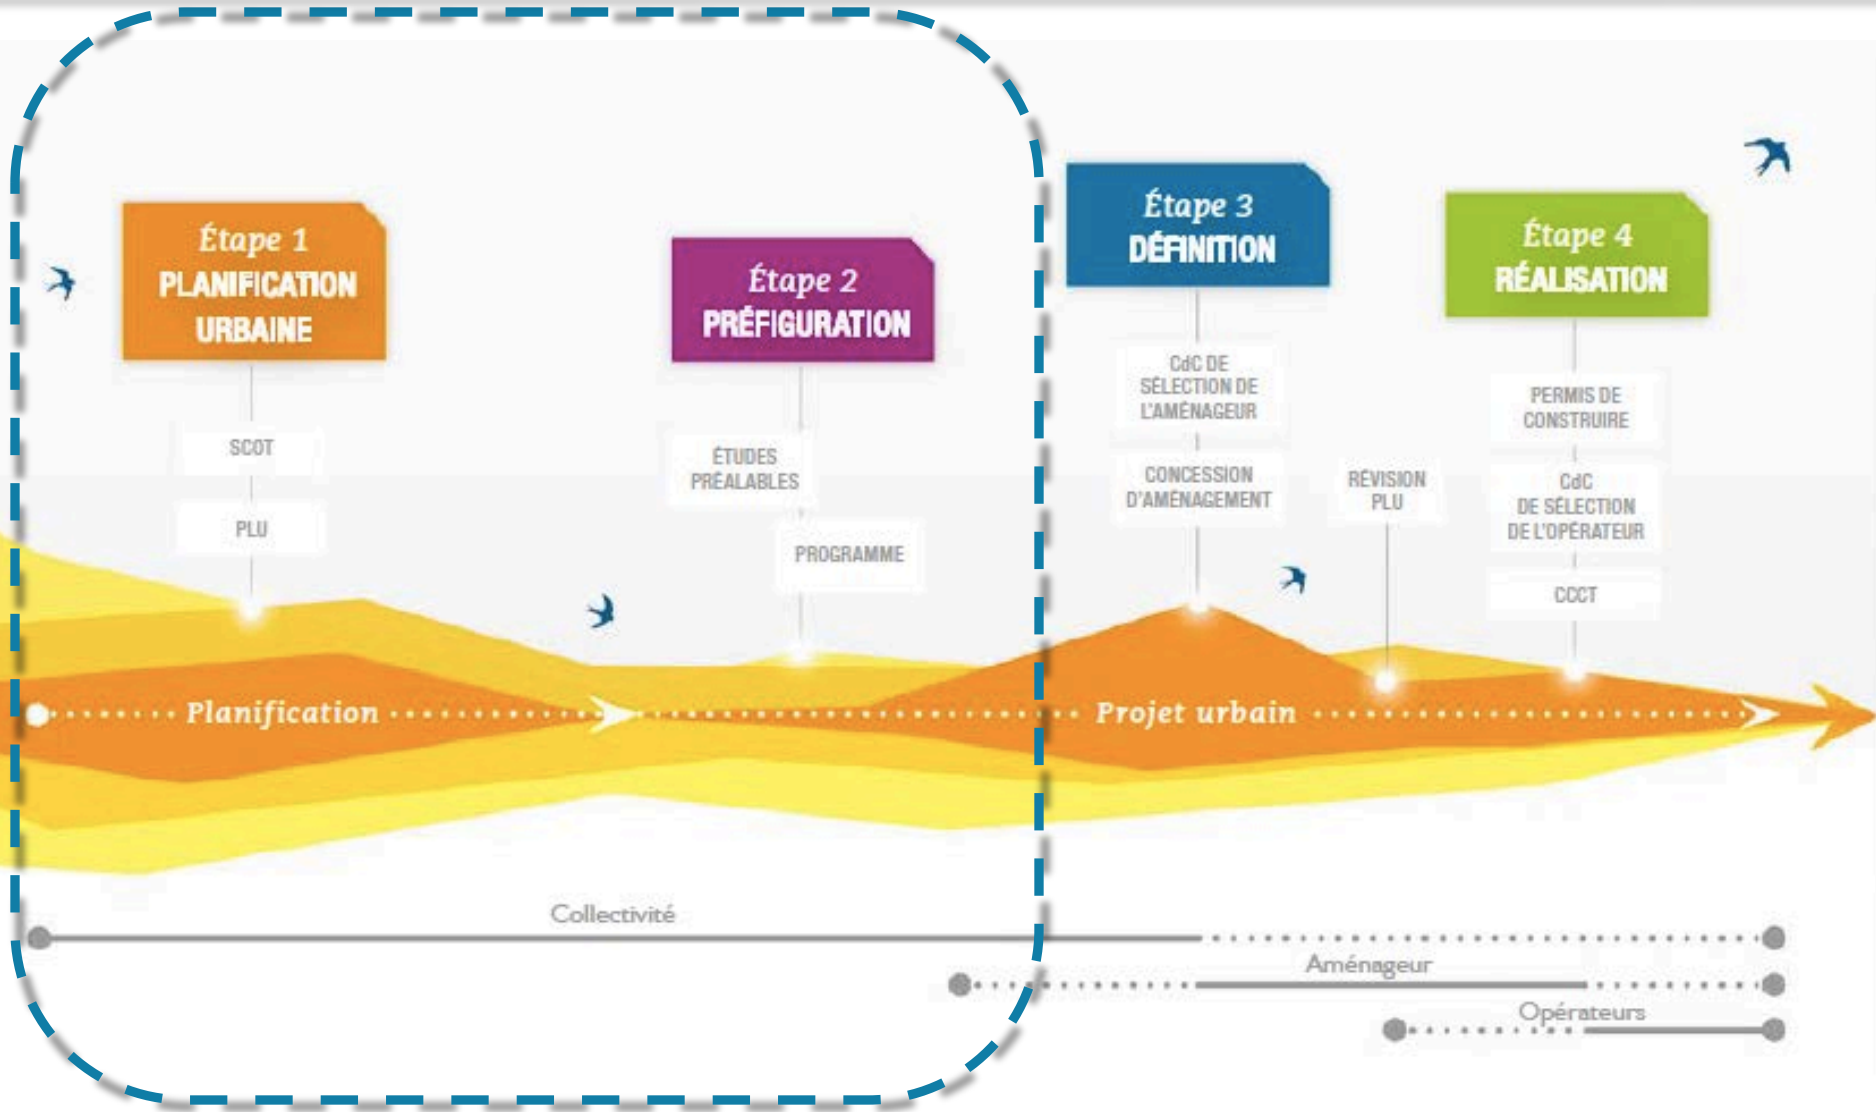 Étape 1
PLANIFICATION
URBAINE
SCOT
PLU
Étape 2
PRÉFIGURATION
ÉTUDES
PRÉALABLES
PROGRAMME
Étape 3
DÉFINITION
CdC DE
SÉLECTION DE
L'AMÉNAGEUR
CONCESSION
D'AMÉNAGEMENT
RÉVISION
PLU
Étape 4
RÉALISATION
PERMIS DE
CONSTRUIRE
CdC
DE SÉLECTION
DE L'OPÉRATEUR
CCCT
Planification
Projet urbain
Collectivité
Aménageur
Opérateurs